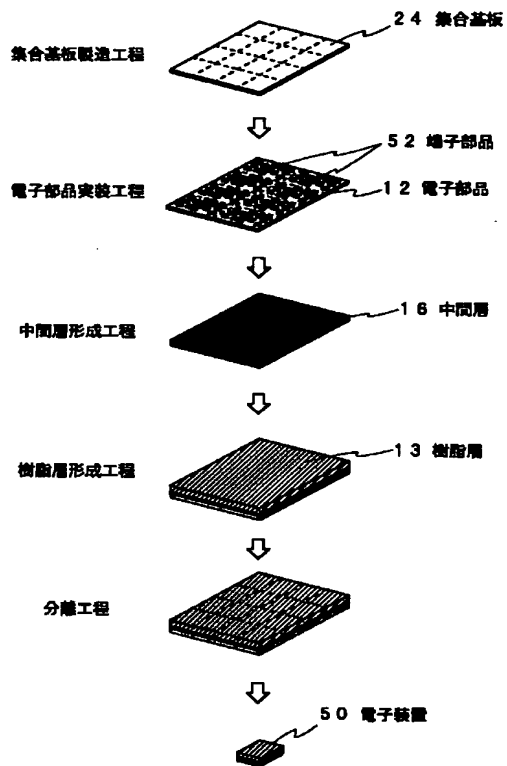 24 集合基板
集合基板製造工程
52 端子部品
12 電子部品
電子部品実装工程
16 中間層
中間層形成工程
13 樹脂層
樹脂層形成工程
分離工程
50 電子装置